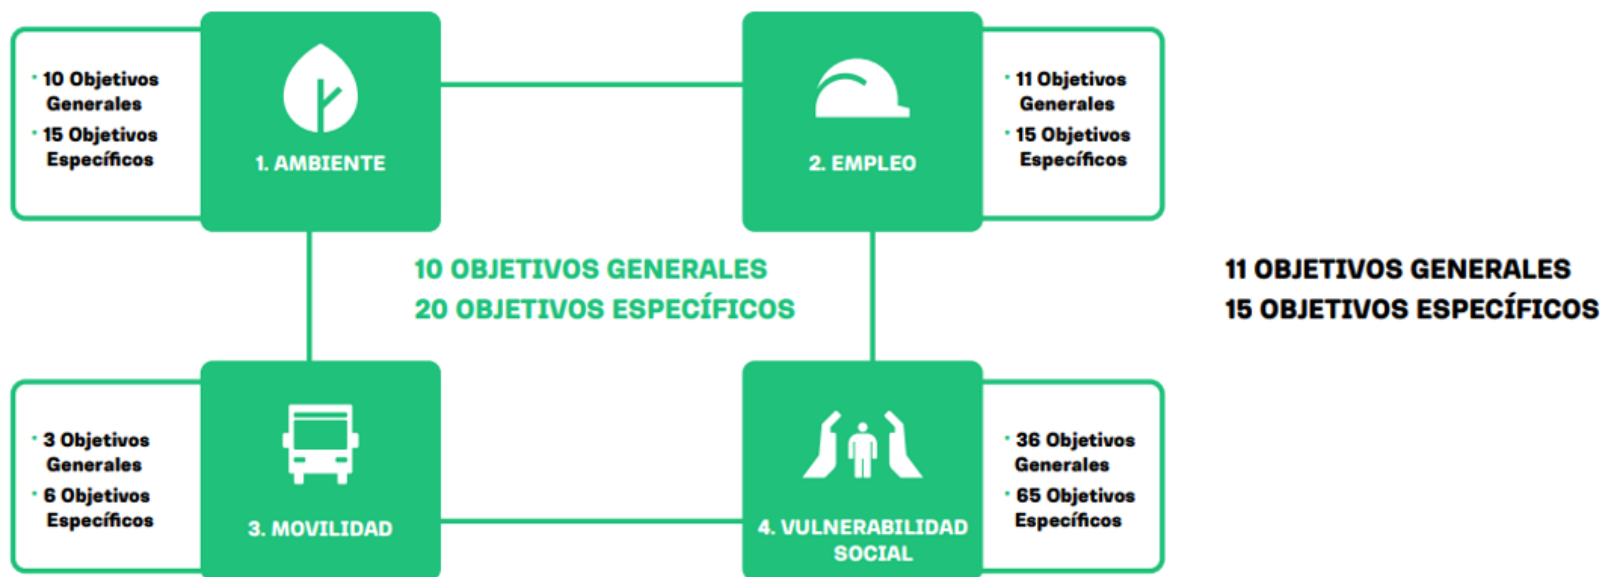 · 10 Objetivos
Generales
· 15 Objetivos
Específicos
1. AMBIENTE
2. EMPLEO
· 11 Objetivos
Generales
· 15 Objetivos
Específicos
10 OBJETIVOS GENERALES
20 OBJETIVOS ESPECÍFICOS
11 OBJETIVOS GENERALES
15 OBJETIVOS ESPECÍFICOS
· 3 Objetivos
Generales
· 6 Objetivos
Específicos
3. MOVILIDAD
4. VULNERABILIDAD
SOCIAL
· 36 Objetivos
Generales
· 65 Objetivos
Específicos